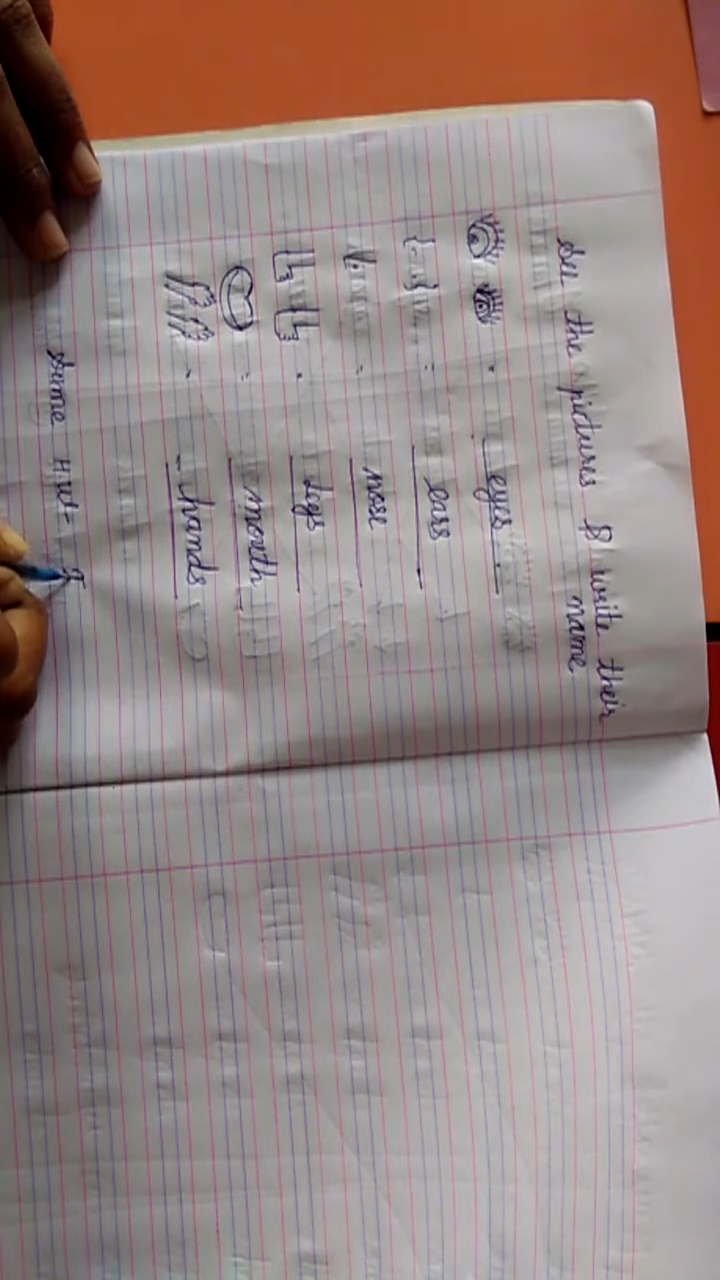 See the pictures & write their
name
= eyes
= ears
= nose
= legs
= mouth
= hands
Same H.W-